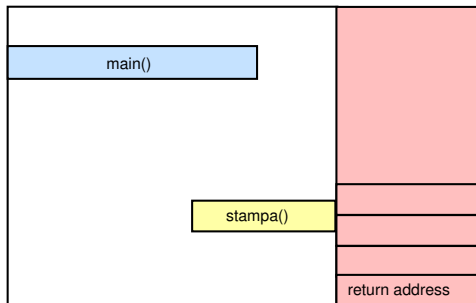 main()
stampa()
return address